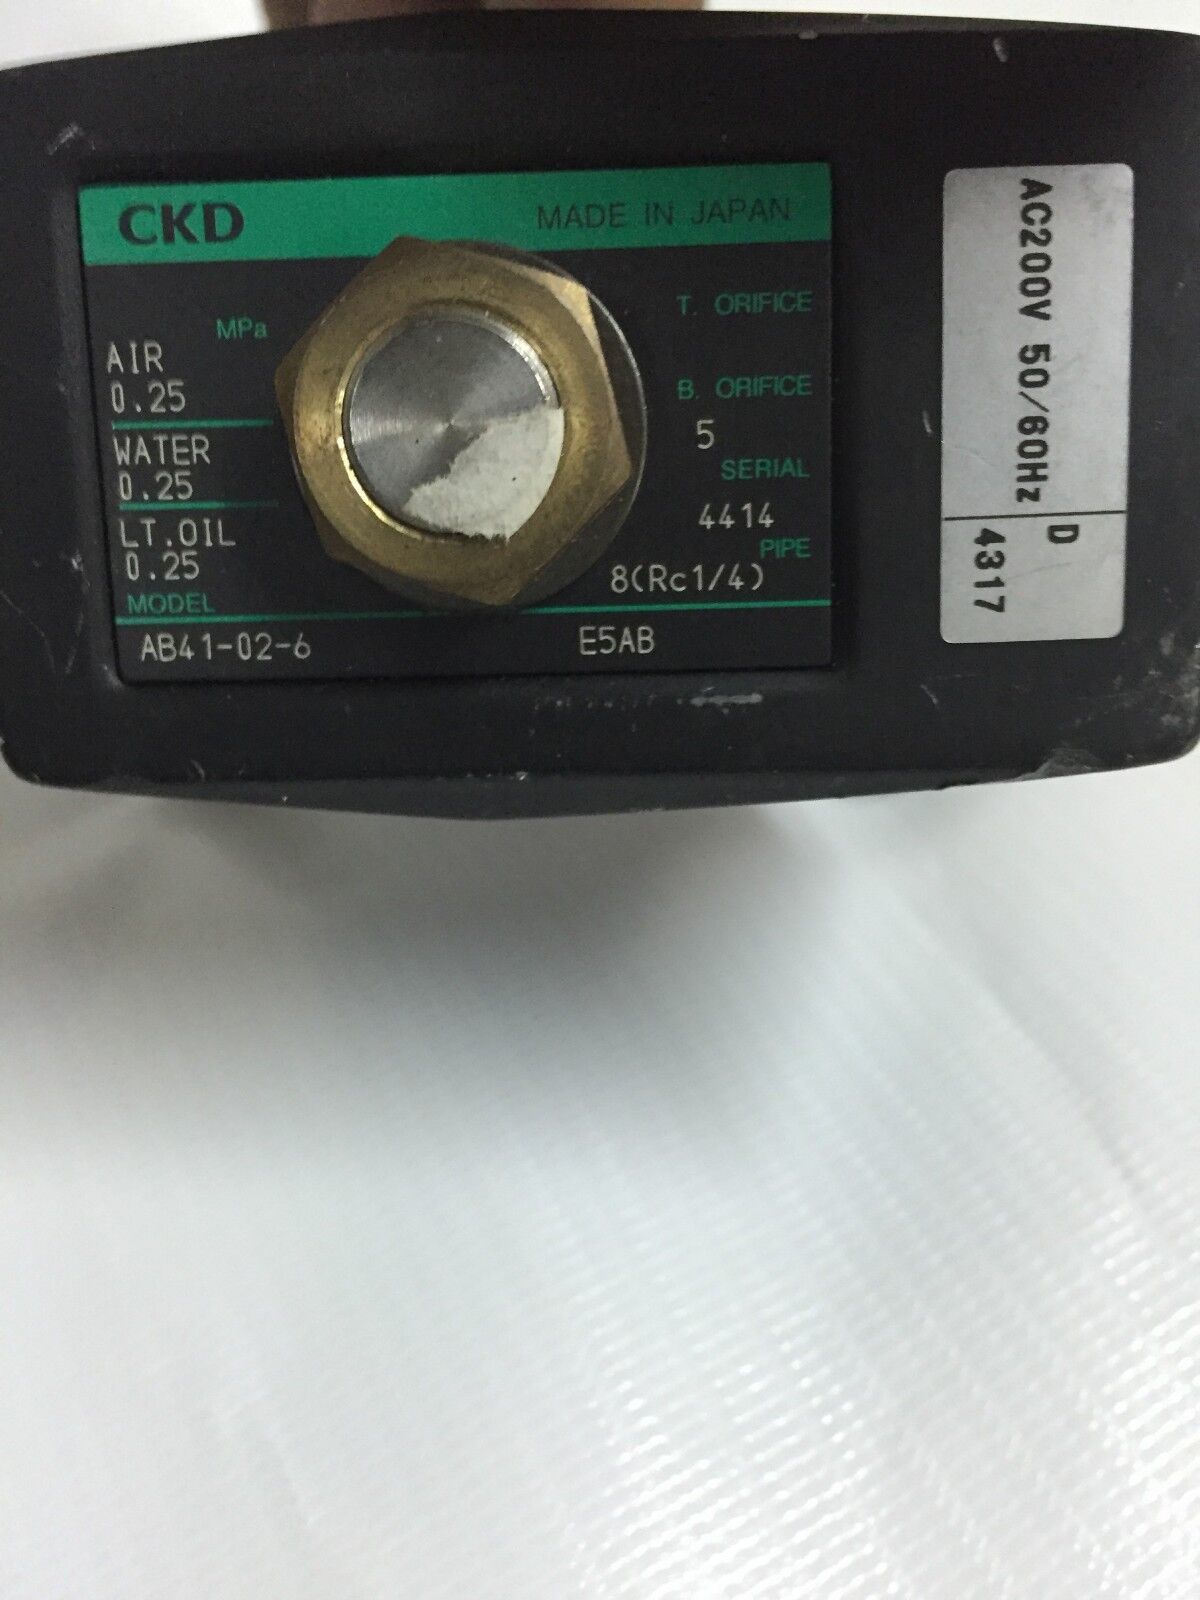 CKD MADE IN JAPAN
MPa
AIR
0.25
WATER
0.25
LT.OIL
0.25
T. ORIFICE
B. ORIFICE
5
SERIAL
4414
PIPE
8(Rc1/4)
MODEL
AB41-02-6 E5AB
AC200V 50/60Hz
D
4317